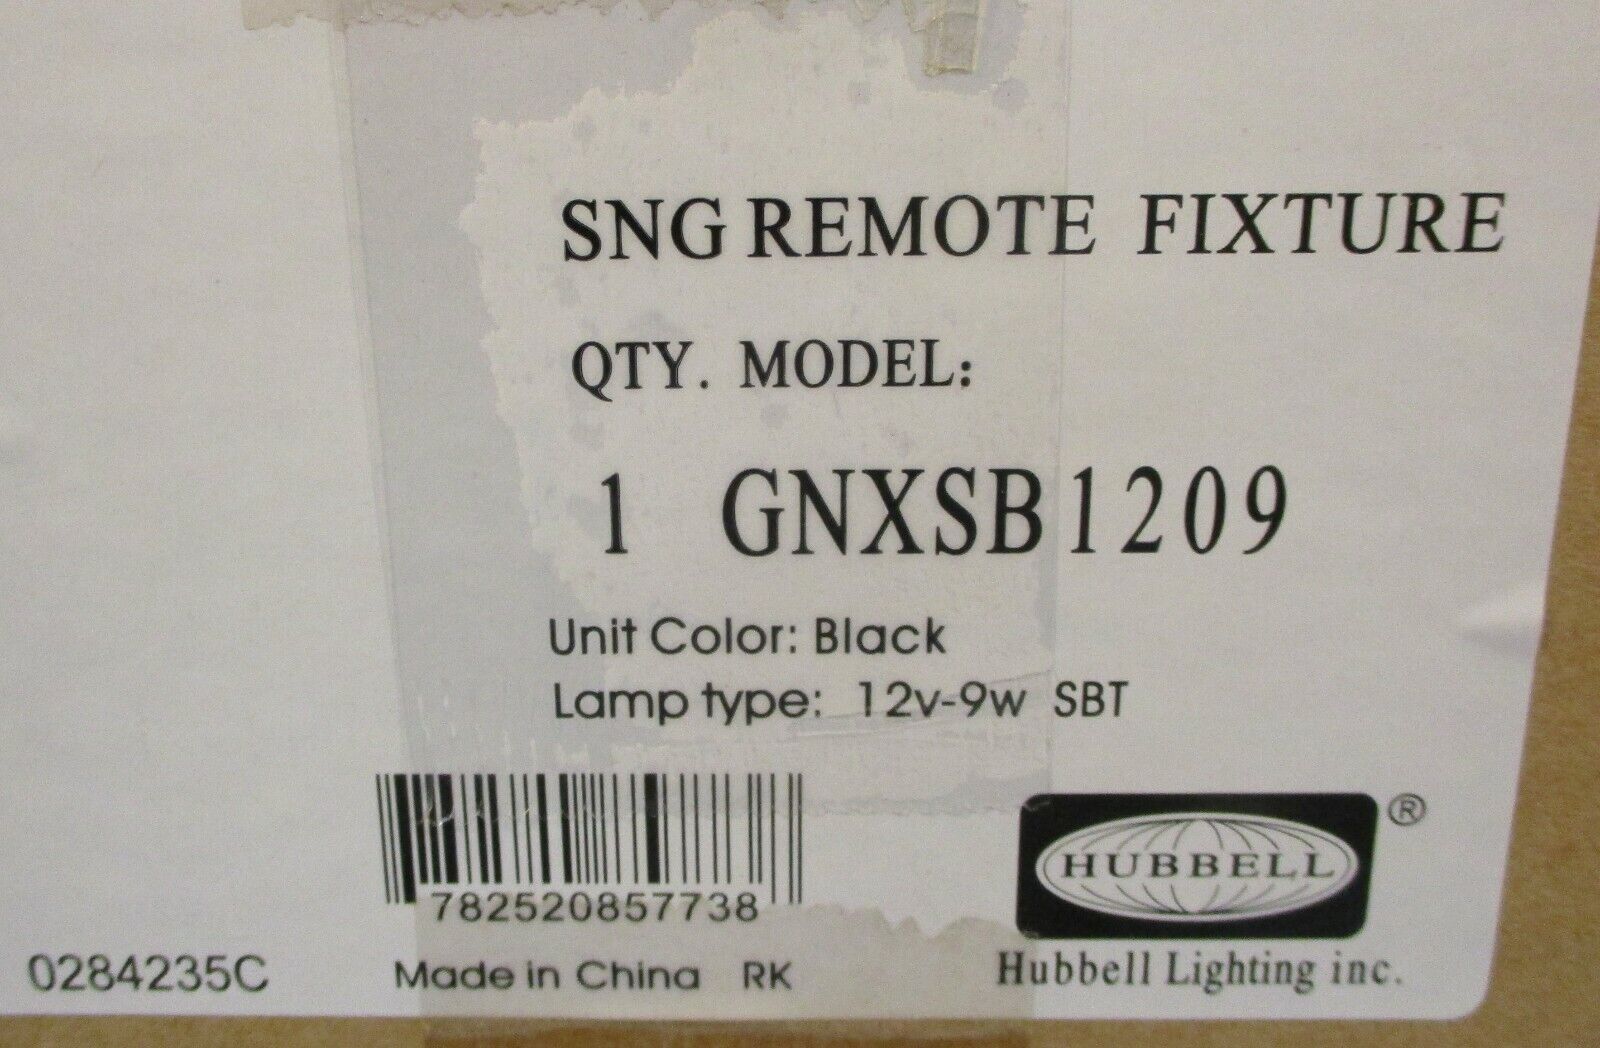 SNG REMOTE FIXTURE
QTY. MODEL:
1 GNXSB1209
Unit Color: Black
Lamp type: 12v-9w SBT
782520857738
HUBBELL ®
0284235C Made in China RK Hubbell Lighting inc.